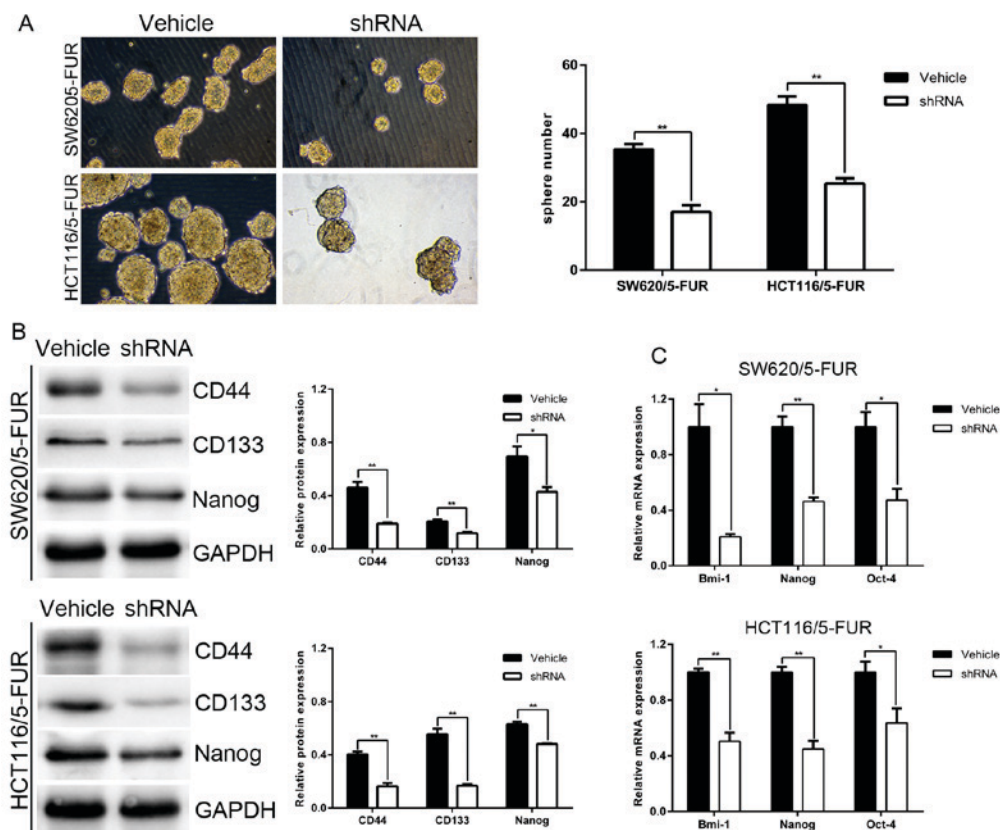 A
Vehicle
shRNA
SW6205-FUR
HCT116/5-FUR
sphere number
60
40
20
0
**
**
Vehicle
shRNA
SW620/5-FUR
HCT116/5-FUR
B
Vehicle shRNA
SW620/5-FUR
CD44
CD133
Nanog
GAPDH
Relative protein expression
1.2
0.8
0.4
0.0
**
**
*
Vehicle
shRNA
CD44
CD133
Nanog
Vehicle shRNA
HCT116/5-FUR
CD44
CD133
Nanog
GAPDH
Relative protein expression
1.2
0.8
0.4
0.0
**
**
**
Vehicle
shRNA
CD44
CD133
Nanog
C
SW620/5-FUR
Relative mRNA expression
1.2
0.8
0.4
0.0
*
**
*
Vehicle
shRNA
Bmi-1
Nanog
Oct-4
HCT116/5-FUR
Relative mRNA expression
1.2
0.8
0.4
0.0
**
**
*
Vehicle
shRNA
Bmi-1
Nanog
Oct-4